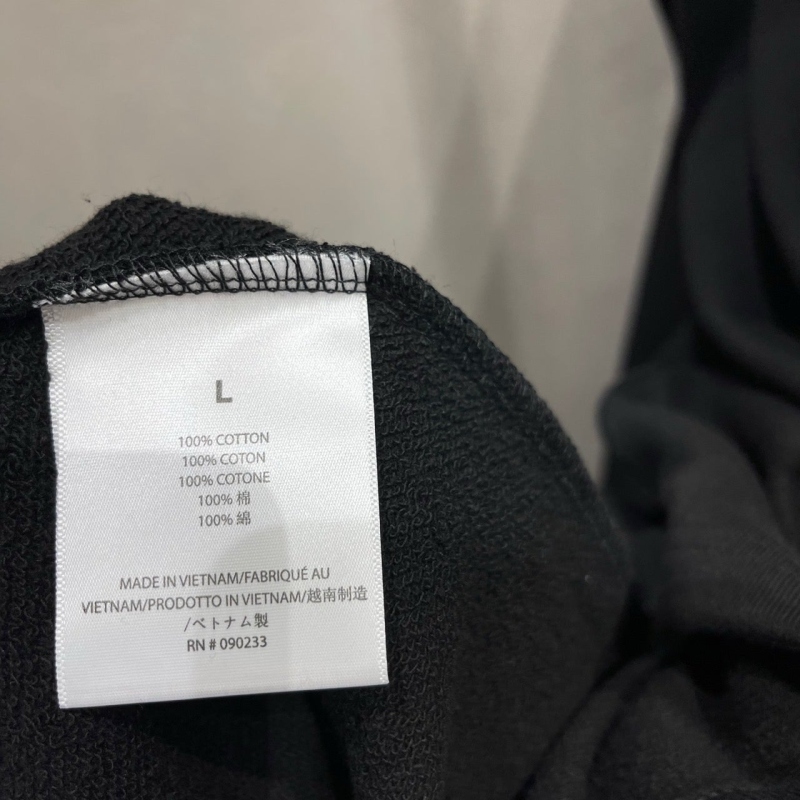 L
100% COTTON
100% COTON
100% COTONE
100% 棉
100% 綿
MADE IN VIETNAM/FABRIQUÉ AU
VIETNAM/PRODOTTO IN VIETNAM/越南制造
/ベトナム製
RN # 090233